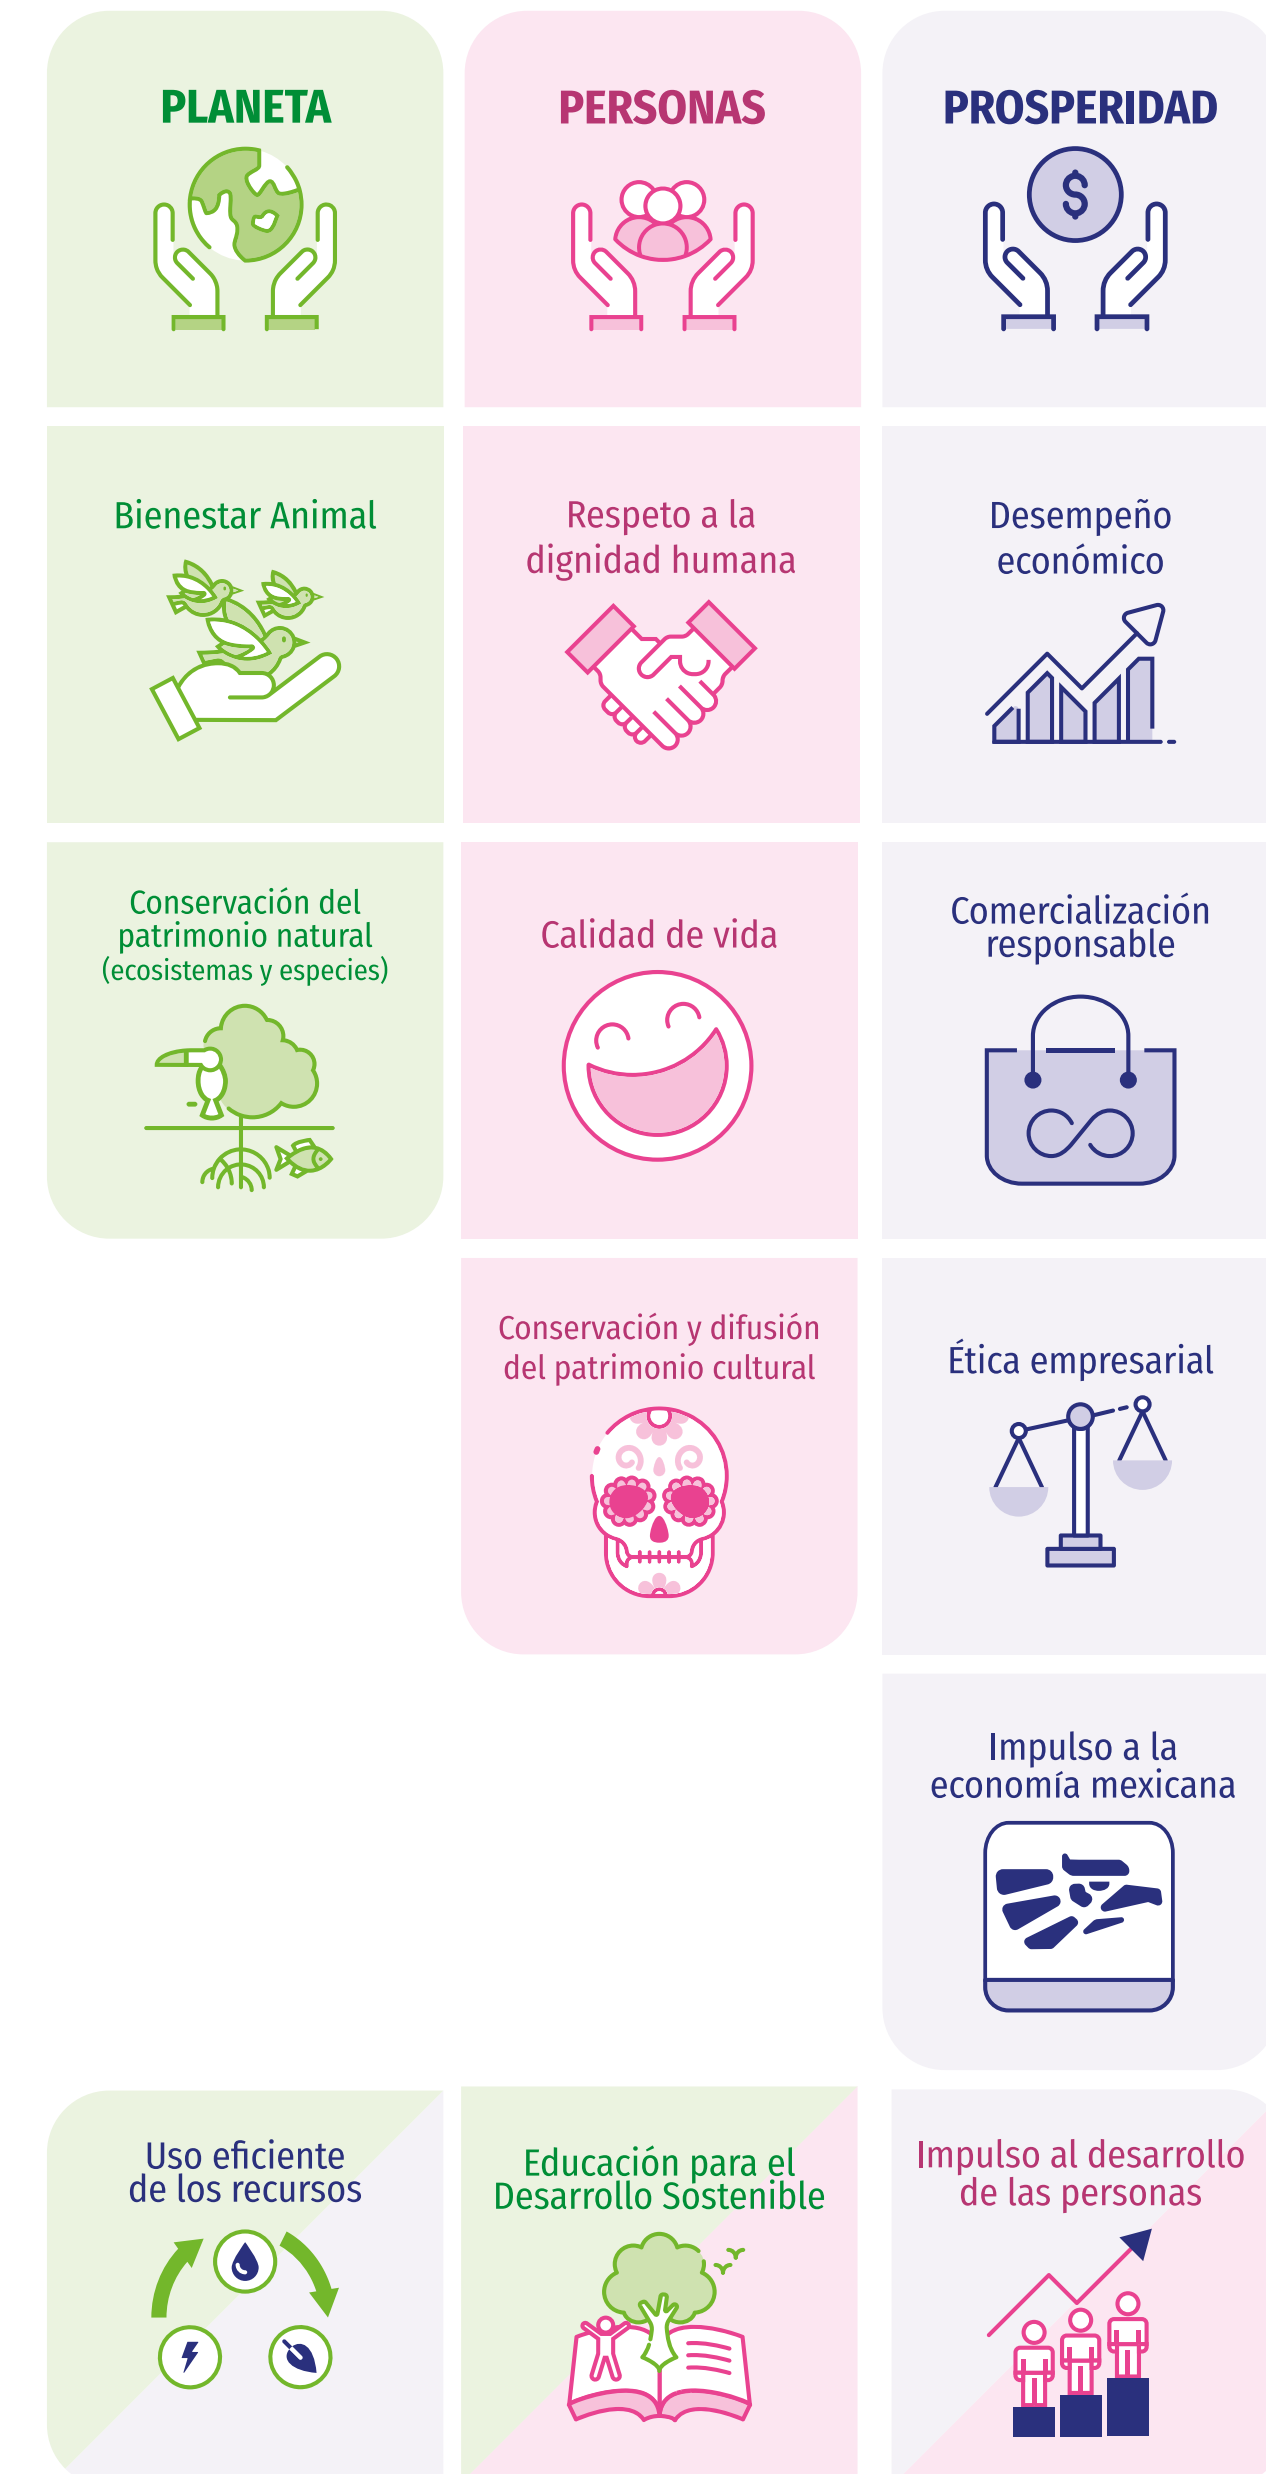 PLANETA
PERSONAS
PROSPERIDAD
$
Bienestar Animal
Respeto a la
dignidad humana
Desempeño
económico
Conservación del
patrimonio natural
(ecosistemas y especies)
Calidad de vida
Comercialización
responsable
Conservación y difusión
del patrimonio cultural
Ética empresarial
Impulso a la
economía mexicana
Uso eficiente
de los recursos
Educación para el
Desarrollo Sostenible
Impulso al desarrollo
de las personas